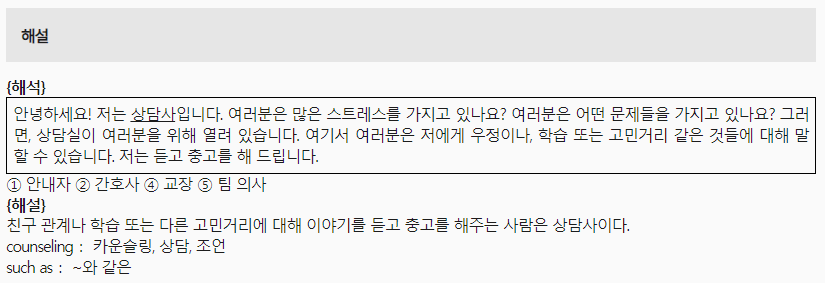 해설
{해석}
안녕하세요! 저는 상담사입니다. 여러분은 많은 스트레스를 가지고 있나요? 여러분은 어떤 문제들을 가지고 있나요? 그러
면, 상담실이 여러분을 위해 열려 있습니다. 여기서 여러분은 저에게 우정이나, 학습 또는 고민거리 같은 것들에 대해 말
할 수 있습니다. 저는 듣고 충고를 해 드립니다.
① 안내자 ② 간호사 ④ 교장 ⑤ 팀 의사
{해설}
친구 관계나 학습 또는 다른 고민거리에 대해 이야기를 듣고 충고를 해주는 사람은 상담사이다.
counseling : 카운슬링, 상담, 조언
such as : ~와 같은